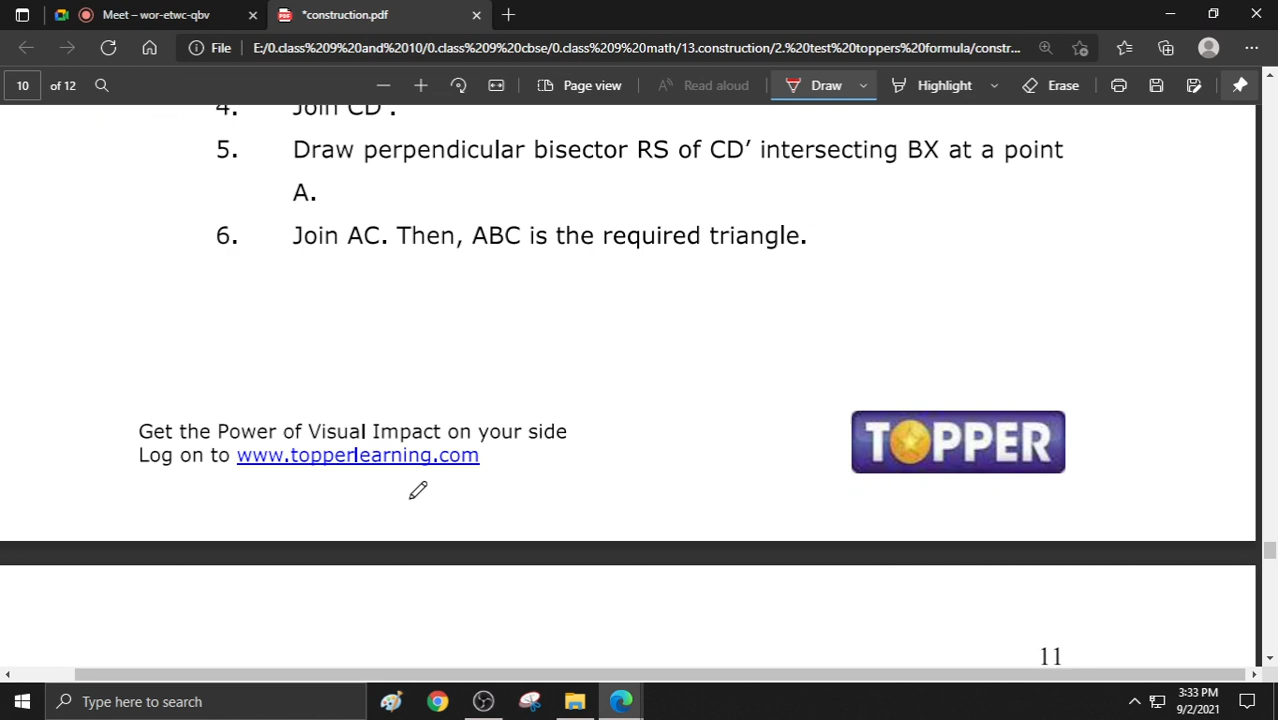 Meet – wor-etwc-qbv
*construction.pdf
File
E:/0.class%209%20and%2010/0.class%209%20cbse/0.class%209%20math/13.construction/2.%20test%20toppers%20formula/constr...
10 of 12
Page view
Read aloud
Draw
Highlight
Erase
4. Join CD'.
5. Draw perpendicular bisector RS of CD’ intersecting BX at a point
A.
6. Join AC. Then, ABC is the required triangle.
Get the Power of Visual Impact on your side
Log on to www.topperlearning.com
TOPPER
11
Type here to search
3:33 PM
9/2/2021